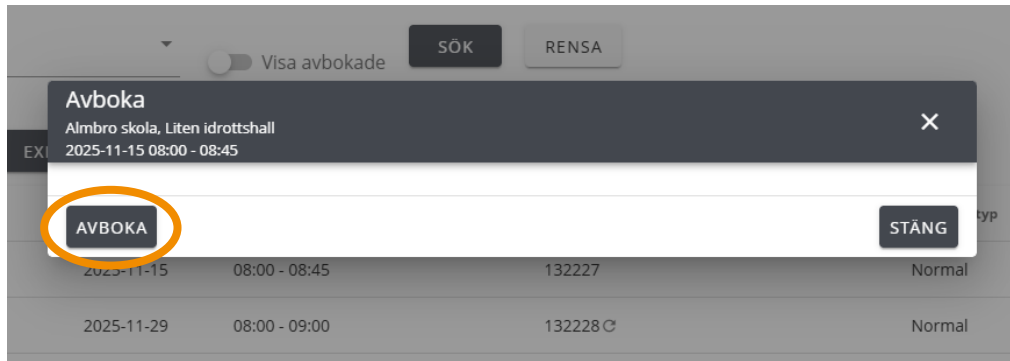 SÖK
RENSA
Visa avbokade
Avboka
Almbro skola, Liten idrottshall
2025-11-15 08:00 - 08:45
AVBOKA
STÄNG
2025-11-15 08:00 - 08:45 132227 Normal
2025-11-29 08:00 - 09:00 132228 Normal